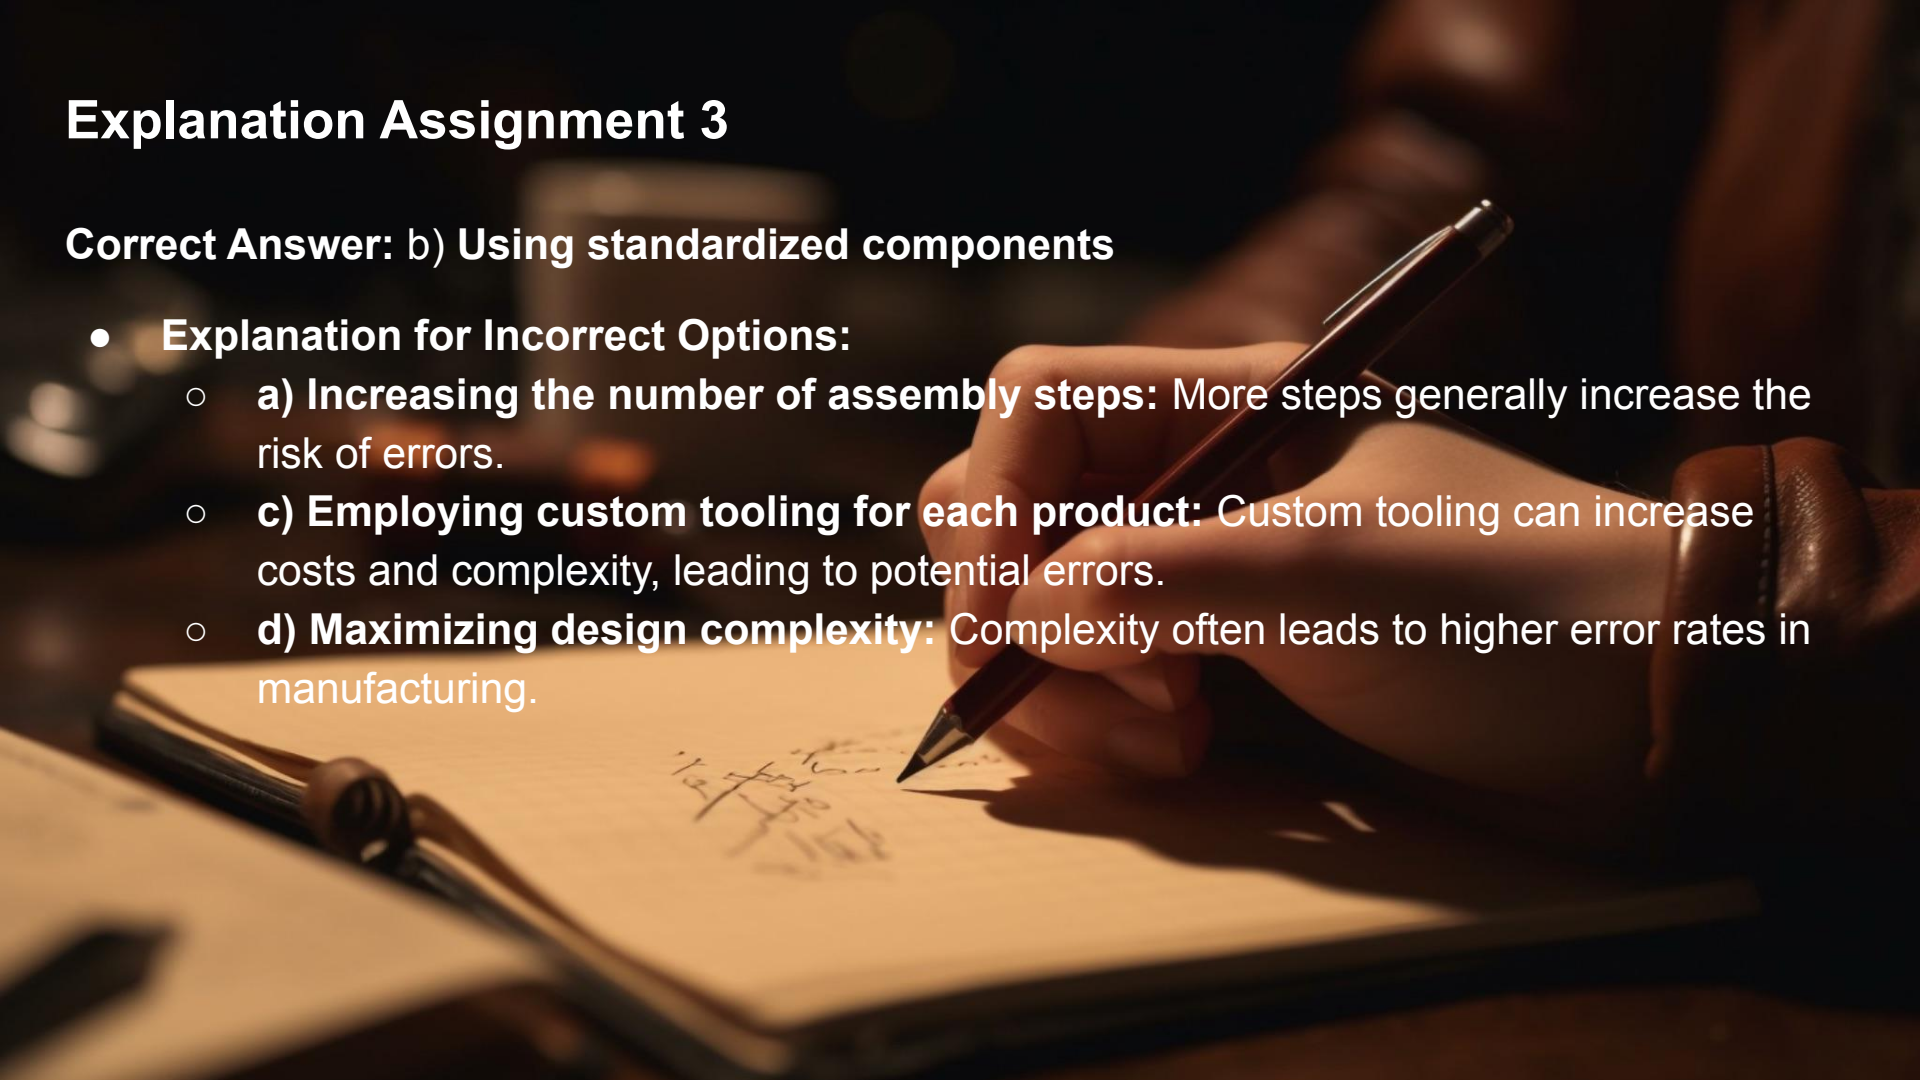 Explanation Assignment 3
Correct Answer: b) Using standardized components
● Explanation for Incorrect Options:
○ a) Increasing the number of assembly steps: More steps generally increase the
risk of errors.
○ c) Employing custom tooling for each product: Custom tooling can increase
costs and complexity, leading to potential errors.
○ d) Maximizing design complexity: Complexity often leads to higher error rates in
manufacturing.